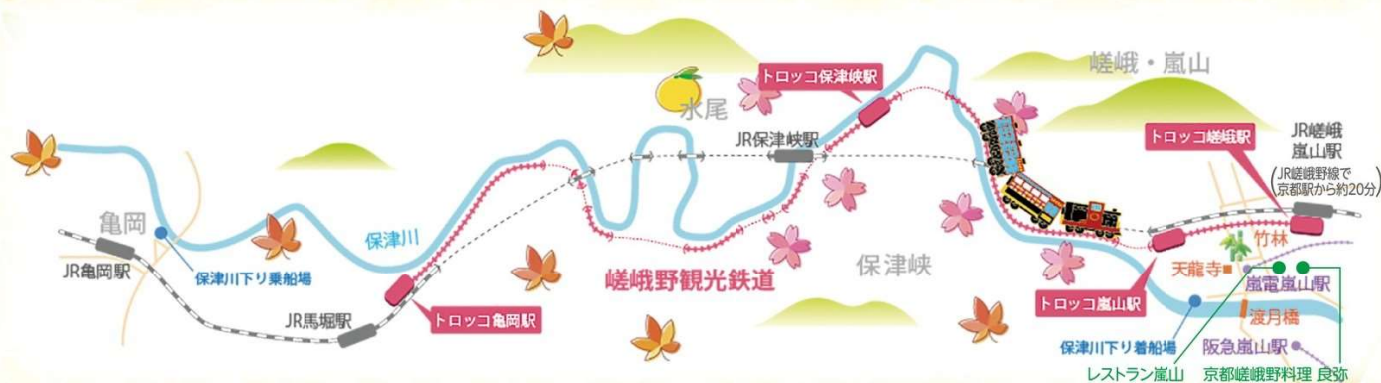 嵯峨・嵐山
トロッコ保津峡駅
水尾
JR保津峡駅
トロッコ嵯峨駅
JR嵯峨
嵐山駅
(JR嵯峨野線で
京都駅から約20分)
亀岡
保津川
JR亀岡駅
保津川下り乗船場
嵯峨野観光鉄道
保津峡
竹林
天龍寺
嵐電嵐山駅
トロッコ嵐山駅
JR馬堀駅
トロッコ亀岡駅
渡月橋
保津川下り着船場
阪急嵐山駅
レストラン嵐山
京都嵯峨野料理 良弥